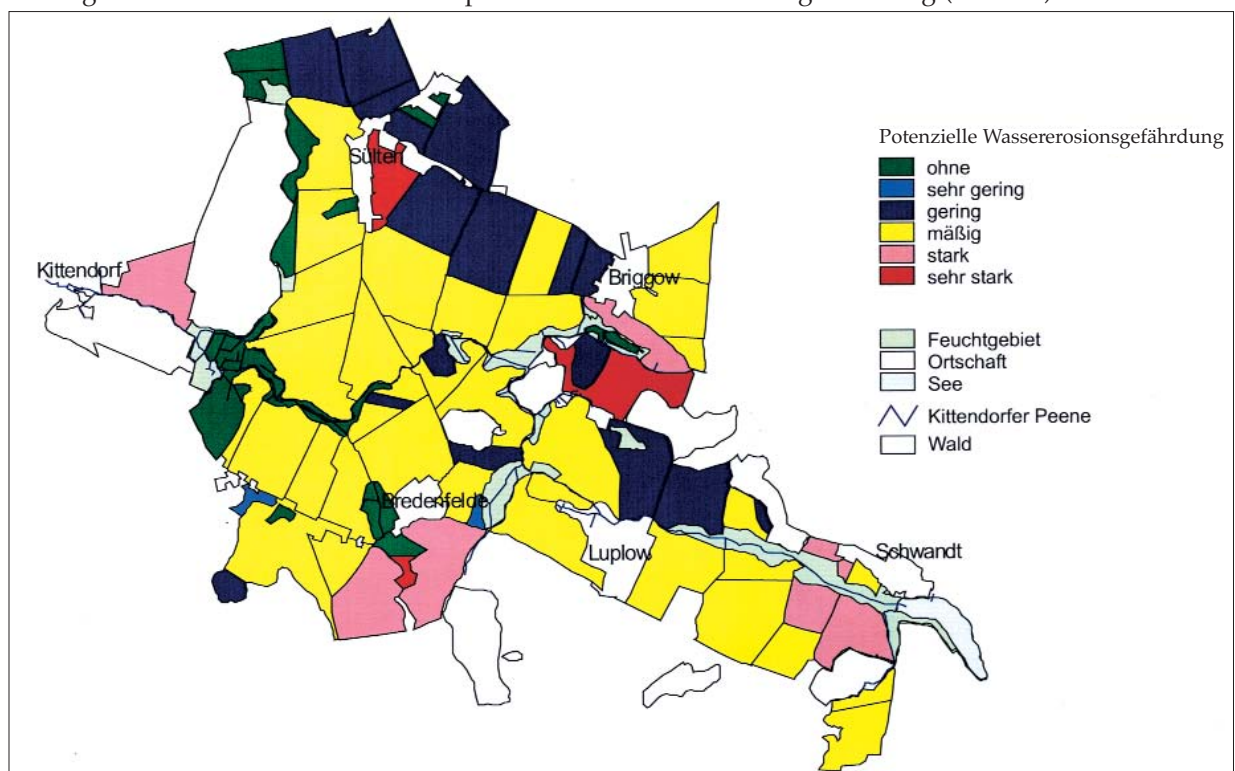 Potenzielle Wassererosionsgefährdung
ohne
sehr gering
gering
mäßig
stark
sehr stark
Feuchtgebiet
Ortschaft
See
Kittendorfer Peene
Wald
Sülten
Kittendorf
Briggow
Bredenfelde
Luplow
Schwandt